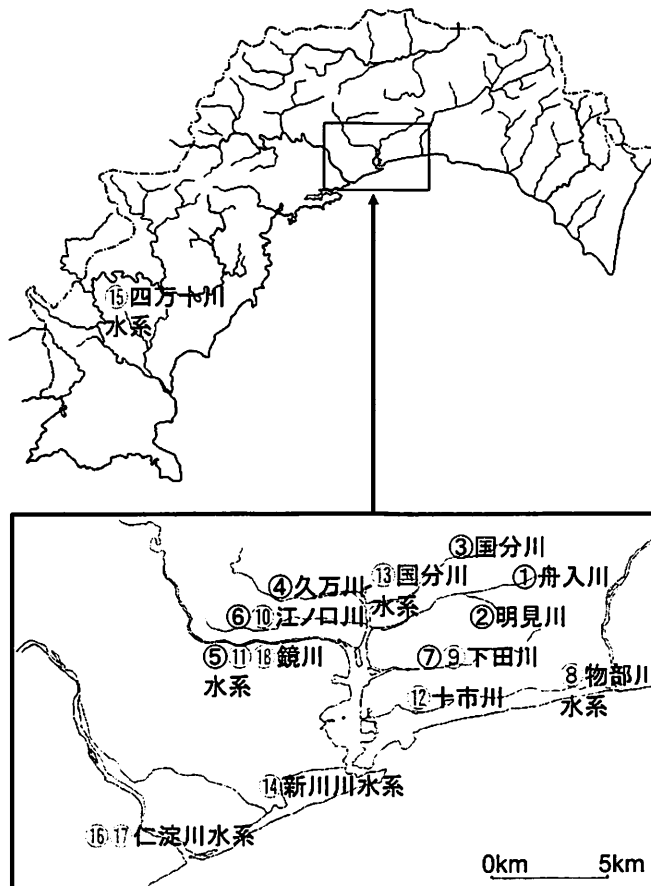 ⑮四万十川
水系
③国分川
⑬国分川
水系
①舟入川
④久万川
⑥⑩江ノ口川
②明見川
⑤⑪⑱鏡川
水系
⑦⑨下田川
⑧物部川
水系
⑫十市川
⑭新川川水系
⑯⑰仁淀川水系
0km 5km